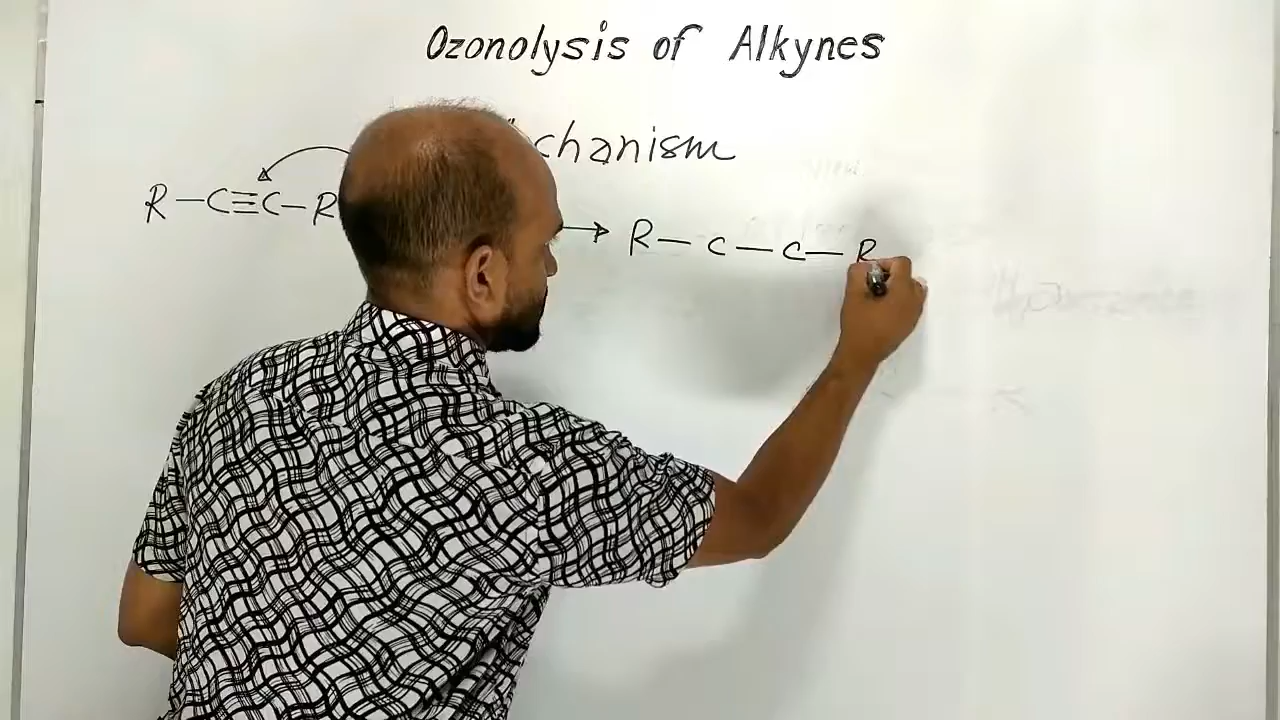 Ozonolysis of Alkynes
chanism
R—C≡C—R → R — C — C — R